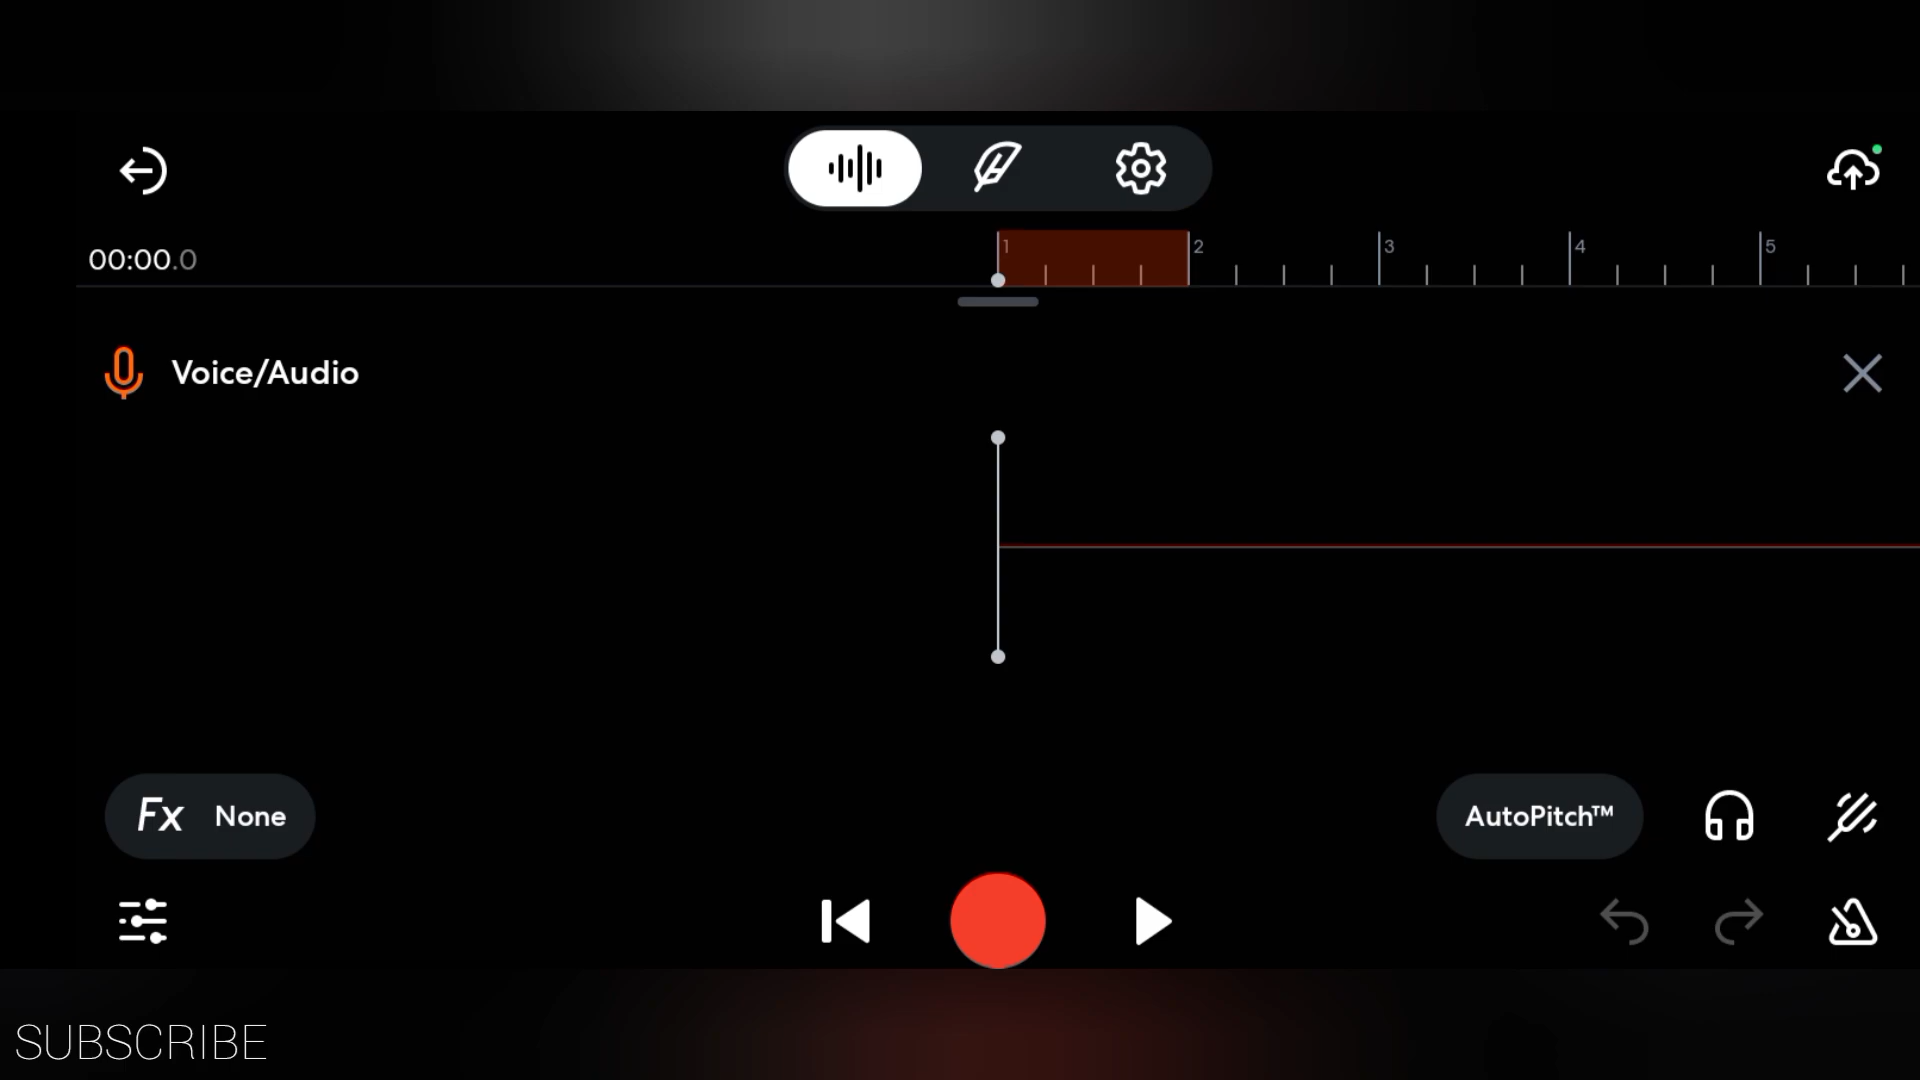 00:00.0
1 2 3 4 5
Voice/Audio
Fx None
AutoPitch™
SUBSCRIBE